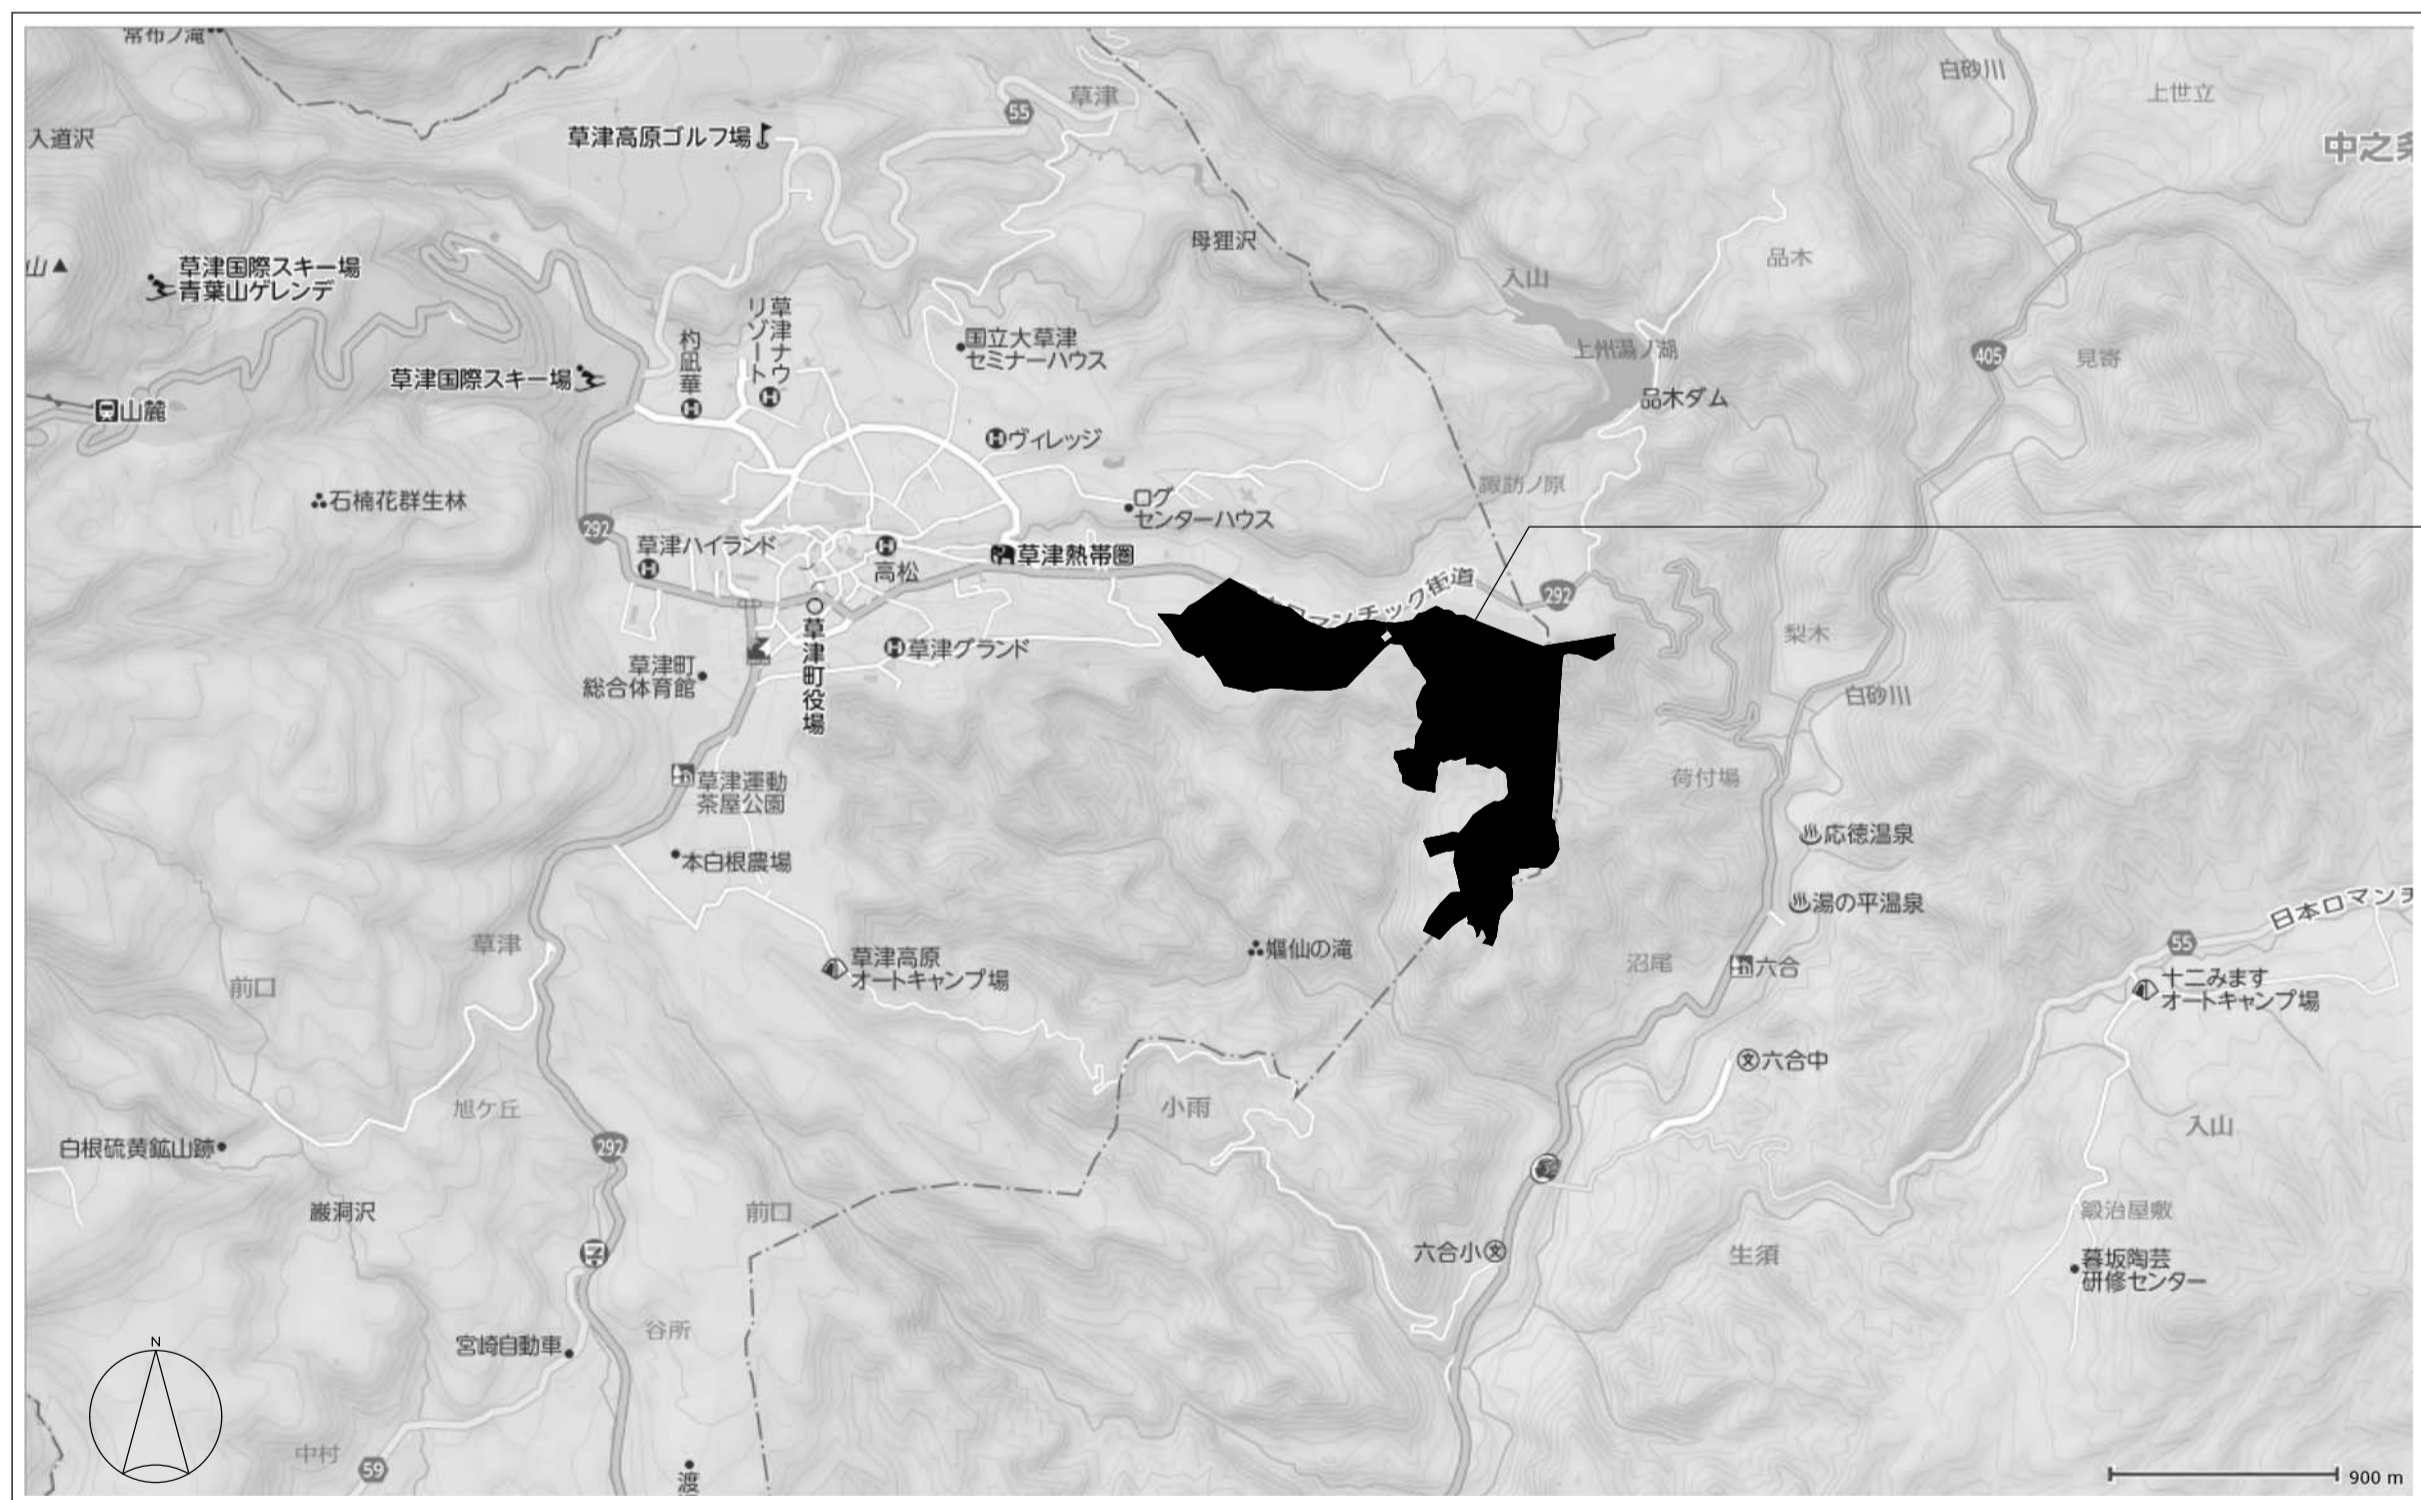 常布ノ滝
白砂川
上世立
草津
55
草津高原ゴルフ場
入道沢
中之条
母狸沢
品木
入山
草津国際スキー場
青葉山ゲレンデ
山
草津ナウ
リゾート
杓凪華
国立大草津
セミナーハウス
上州湯ノ湖
405
見寄
草津国際スキー場
品木ダム
山麓
ヴィレッジ
諏訪ノ原
石楠花群生林
ログ
センターハウス
292
草津ハイランド
高松
草津熱帯圏
マンチック街道
292
草津町役場
草津グランド
梨木
草津町
総合体育館
白砂川
草津運動
茶屋公園
荷付場
応徳温泉
本白根農場
湯の平温泉
日本ロマンチ
草津
55
草津高原
オートキャンプ場
嫗仙の滝
沼尾
六合
前口
十二みます
オートキャンプ場
六合中
旭ケ丘
小雨
入山
白根硫黄鉱山跡
292
巌洞沢
前口
鍛治屋敷
六合小
生須
暮坂陶芸
研修センター
谷所
宮崎自動車
N
中村
59
渡
900 m